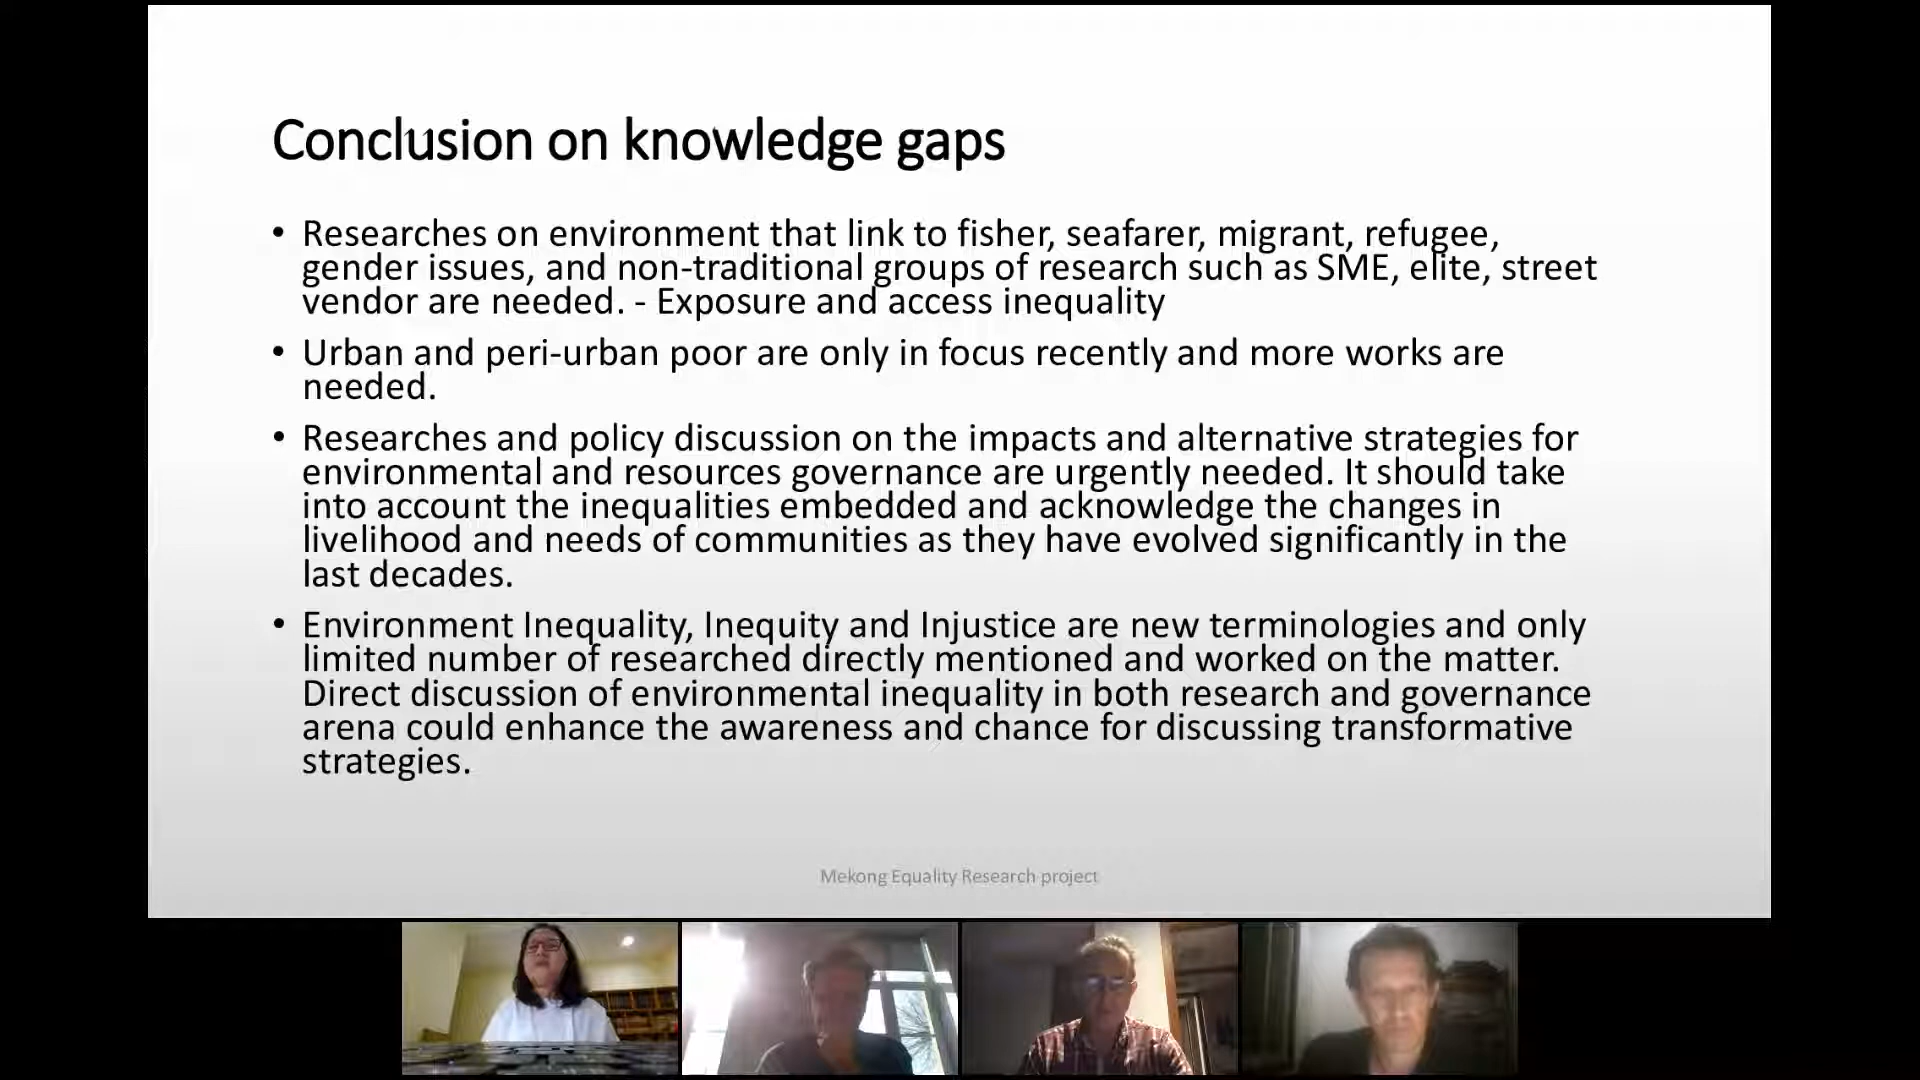 Conclusion on knowledge gaps
• Researches on environment that link to fisher, seafarer, migrant, refugee,
gender issues, and non-traditional groups of research such as SME, elite, street
vendor are needed. - Exposure and access inequality
• Urban and peri-urban poor are only in focus recently and more works are
needed.
• Researches and policy discussion on the impacts and alternative strategies for
environmental and resources governance are urgently needed. It should take
into account the inequalities embedded and acknowledge the changes in
livelihood and needs of communities as they have evolved significantly in the
last decades.
• Environment Inequality, Inequity and Injustice are new terminologies and only
limited number of researched directly mentioned and worked on the matter.
Direct discussion of environmental inequality in both research and governance
arena could enhance the awareness and chance for discussing transformative
strategies.
Mekong Equality Research project